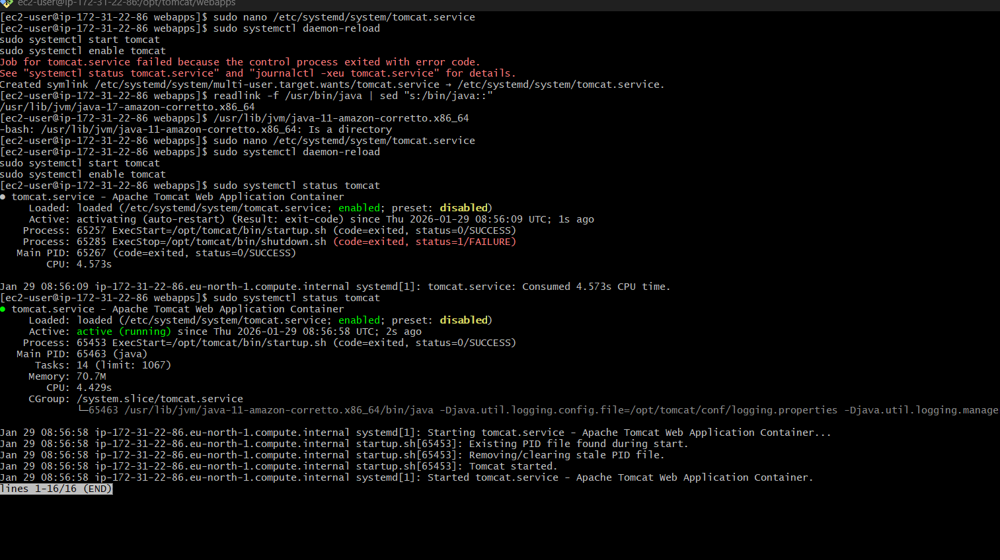 ec2-user@ip-172-31-22-86:/opt/tomcat/webapps
[ec2-user@ip-172-31-22-86 webapps]$ sudo nano /etc/systemd/system/tomcat.service
[ec2-user@ip-172-31-22-86 webapps]$ sudo systemctl daemon-reload
sudo systemctl start tomcat
sudo systemctl enable tomcat
Job for tomcat.service failed because the control process exited with error code.
See "systemctl status tomcat.service" and "journalctl -xeu tomcat.service" for details.
Created symlink /etc/systemd/system/multi-user.target.wants/tomcat.service → /etc/systemd/system/tomcat.service.
[ec2-user@ip-172-31-22-86 webapps]$ readlink -f /usr/bin/java | sed "s:/bin/java::"
/usr/lib/jvm/java-17-amazon-corretto.x86_64
[ec2-user@ip-172-31-22-86 webapps]$ /usr/lib/jvm/java-11-amazon-corretto.x86_64
-bash: /usr/lib/jvm/java-11-amazon-corretto.x86_64: Is a directory
[ec2-user@ip-172-31-22-86 webapps]$ sudo nano /etc/systemd/system/tomcat.service
[ec2-user@ip-172-31-22-86 webapps]$ sudo systemctl daemon-reload
sudo systemctl start tomcat
sudo systemctl enable tomcat
[ec2-user@ip-172-31-22-86 webapps]$ sudo systemctl status tomcat
● tomcat.service - Apache Tomcat Web Application Container
Loaded: loaded (/etc/systemd/system/tomcat.service; enabled; preset: disabled)
Active: activating (auto-restart) (Result: exit-code) since Thu 2026-01-29 08:56:09 UTC; 1s ago
Process: 65257 ExecStart=/opt/tomcat/bin/startup.sh (code=exited, status=0/SUCCESS)
Process: 65285 ExecStop=/opt/tomcat/bin/shutdown.sh (code=exited, status=1/FAILURE)
Main PID: 65267 (code=exited, status=0/SUCCESS)
CPU: 4.573s
Jan 29 08:56:09 ip-172-31-22-86.eu-north-1.compute.internal systemd[1]: tomcat.service: Consumed 4.573s CPU time.
[ec2-user@ip-172-31-22-86 webapps]$ sudo systemctl status tomcat
● tomcat.service - Apache Tomcat Web Application Container
Loaded: loaded (/etc/systemd/system/tomcat.service; enabled; preset: disabled)
Active: active (running) since Thu 2026-01-29 08:56:58 UTC; 2s ago
Process: 65453 ExecStart=/opt/tomcat/bin/startup.sh (code=exited, status=0/SUCCESS)
Main PID: 65463 (java)
Tasks: 14 (limit: 1067)
Memory: 70.7M
CPU: 4.429s
CGroup: /system.slice/tomcat.service
└─65463 /usr/lib/jvm/java-11-amazon-corretto.x86_64/bin/java -Djava.util.logging.config.file=/opt/tomcat/conf/logging.properties -Djava.util.logging.manage
Jan 29 08:56:58 ip-172-31-22-86.eu-north-1.compute.internal systemd[1]: Starting tomcat.service - Apache Tomcat Web Application Container...
Jan 29 08:56:58 ip-172-31-22-86.eu-north-1.compute.internal startup.sh[65453]: Existing PID file found during start.
Jan 29 08:56:58 ip-172-31-22-86.eu-north-1.compute.internal startup.sh[65453]: Removing/clearing stale PID file.
Jan 29 08:56:58 ip-172-31-22-86.eu-north-1.compute.internal startup.sh[65453]: Tomcat started.
Jan 29 08:56:58 ip-172-31-22-86.eu-north-1.compute.internal systemd[1]: Started tomcat.service - Apache Tomcat Web Application Container.
lines 1-16/16 (END)